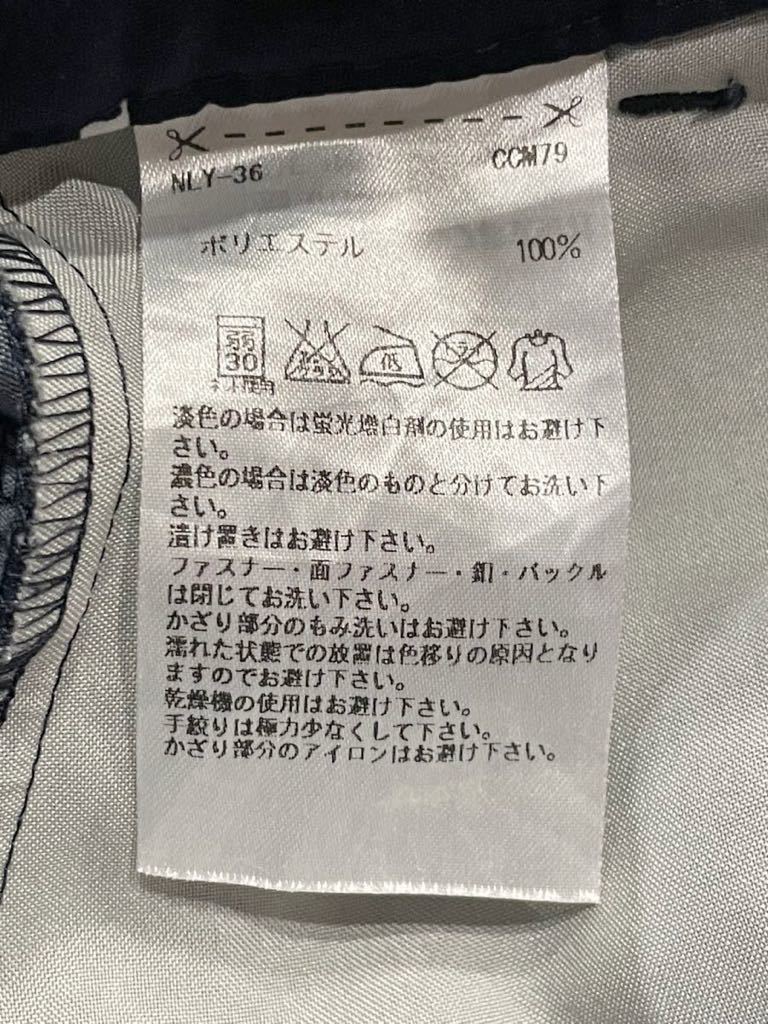 NLY-36 CCM79
ポリエステル 100%
弱
30
ネット使用
低
淡色の場合は蛍光増白剤の使用はお避け下
さい。
濃色の場合は淡色のものと分けてお洗い下
さい。
漬け置きはお避け下さい。
ファスナー・面ファスナー・釦・バックル
は閉じてお洗い下さい。
かざり部分のもみ洗いはお避け下さい。
濡れた状態での放置は色移りの原因となり
ますのでお避け下さい。
乾燥機の使用はお避け下さい。
手絞りは極力少なくして下さい。
かざり部分のアイロンはお避け下さい。